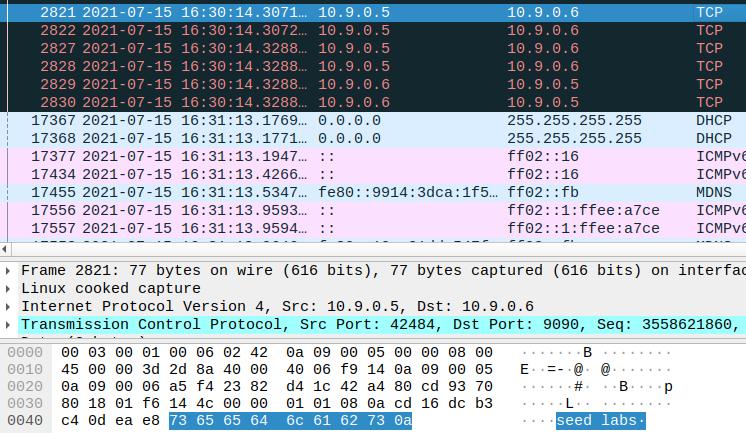 2821 2021-07-15 16:30:14.3071… 10.9.0.5 10.9.0.6 TCP
2822 2021-07-15 16:30:14.3072… 10.9.0.5 10.9.0.6 TCP
2827 2021-07-15 16:30:14.3288… 10.9.0.6 10.9.0.5 TCP
2828 2021-07-15 16:30:14.3288… 10.9.0.6 10.9.0.5 TCP
2829 2021-07-15 16:30:14.3288… 10.9.0.6 10.9.0.5 TCP
2830 2021-07-15 16:30:14.3288… 10.9.0.6 10.9.0.5 TCP
17367 2021-07-15 16:31:13.1769… 0.0.0.0 255.255.255.255 DHCP
17368 2021-07-15 16:31:13.1771… 0.0.0.0 255.255.255.255 DHCP
17377 2021-07-15 16:31:13.1947… :: ff02::16 ICMPv6
17434 2021-07-15 16:31:13.4266… :: ff02::16 ICMPv6
17455 2021-07-15 16:31:13.5347… fe80::9914:3dca:1f5… ff02::fb MDNS
17556 2021-07-15 16:31:13.9593… :: ff02::1:ffee:a7ce ICMPv6
17557 2021-07-15 16:31:13.9594… :: ff02::1:ffee:a7ce ICMPv6
Frame 2821: 77 bytes on wire (616 bits), 77 bytes captured (616 bits) on interfac
Linux cooked capture
Internet Protocol Version 4, Src: 10.9.0.5, Dst: 10.9.0.6
Transmission Control Protocol, Src Port: 42484, Dst Port: 9090, Seq: 3558621860,
0000 00 03 00 01 00 06 02 42 0a 09 00 05 00 00 08 00 ·······B ········
0010 45 00 00 3d 2d 8a 40 00 40 06 f9 14 0a 09 00 05 E··=-·@· @·······
0020 0a 09 00 06 a5 f4 23 82 d4 1c 42 a4 80 cd 93 70 ······#· ··B····p
0030 80 18 01 f6 14 4c 00 00 01 01 08 0a cd 16 dc b3 ·····L·· ········
0040 c4 0d ea e8 73 65 65 64 6c 61 62 73 0a ····seed labs·